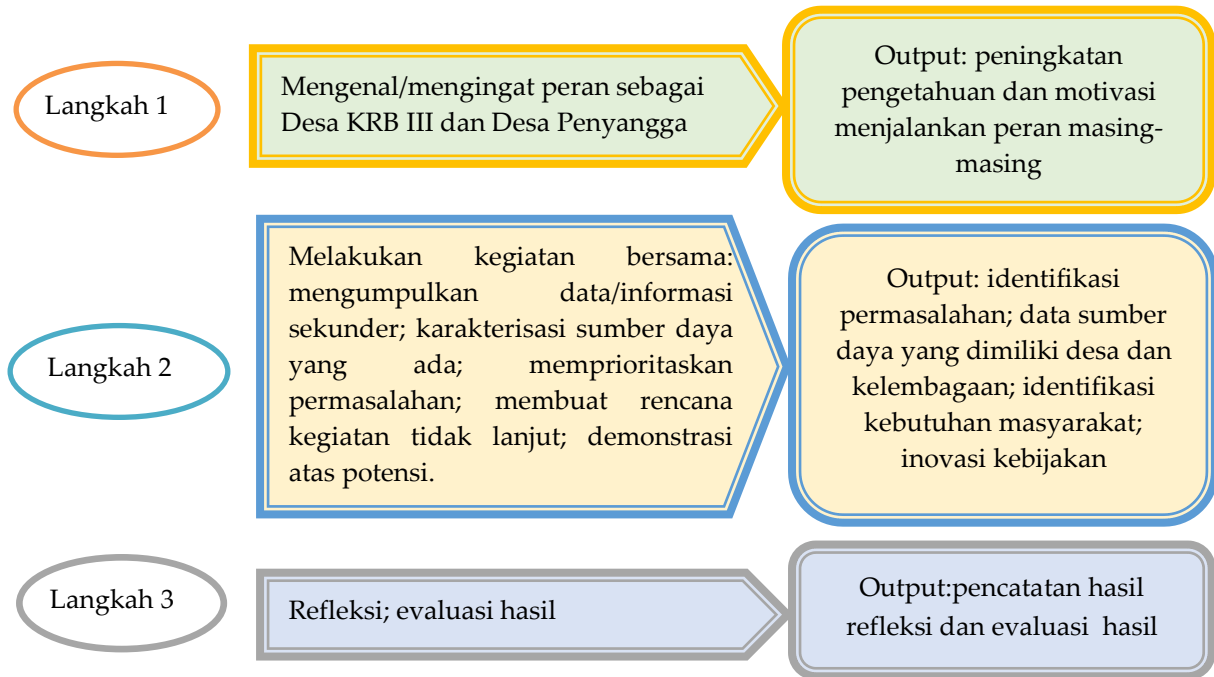 Langkah 1
Mengenal/mengingat peran sebagai
Desa KRB III dan Desa Penyangga
Output: peningkatan
pengetahuan dan motivasi
menjalankan peran masing-
masing
Langkah 2
Melakukan kegiatan bersama:
mengumpulkan data/informasi
sekunder; karakterisasi sumber daya
yang ada; memprioritaskan
permasalahan; membuat rencana
kegiatan tidak lanjut; demonstrasi
atas potensi.
Output: identifikasi
permasalahan; data sumber
daya yang dimiliki desa dan
kelembagaan; identifikasi
kebutuhan masyarakat;
inovasi kebijakan
Langkah 3
Refleksi; evaluasi hasil
Output:pencatatan hasil
refleksi dan evaluasi hasil